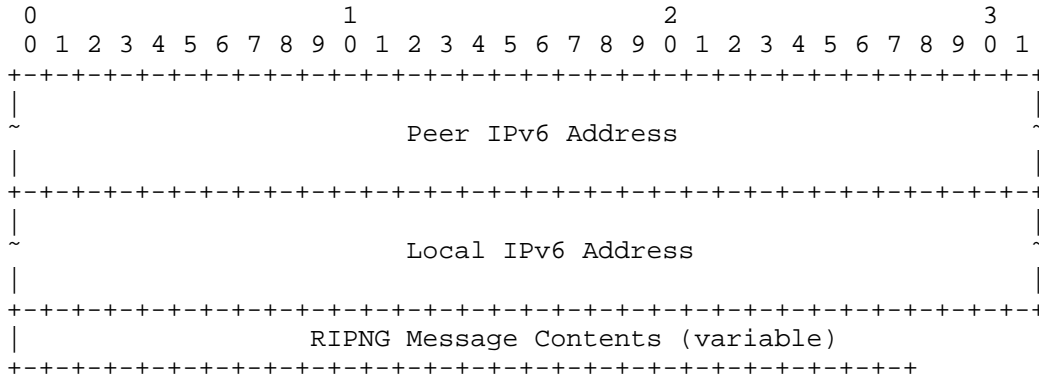 0                   1                   2                   3
 0 1 2 3 4 5 6 7 8 9 0 1 2 3 4 5 6 7 8 9 0 1 2 3 4 5 6 7 8 9 0 1
+-+-+-+-+-+-+-+-+-+-+-+-+-+-+-+-+-+-+-+-+-+-+-+-+-+-+-+-+-+-+-+-+
|                                                               |
~                        Peer IPv6 Address                      ~
|                                                               |
+-+-+-+-+-+-+-+-+-+-+-+-+-+-+-+-+-+-+-+-+-+-+-+-+-+-+-+-+-+-+-+-+
|                                                               |
~                        Local IPv6 Address                     ~
|                                                               |
+-+-+-+-+-+-+-+-+-+-+-+-+-+-+-+-+-+-+-+-+-+-+-+-+-+-+-+-+-+-+-+-+
|                  RIPNG Message Contents (variable)
+-+-+-+-+-+-+-+-+-+-+-+-+-+-+-+-+-+-+-+-+-+-+-+-+-+-+-+-+